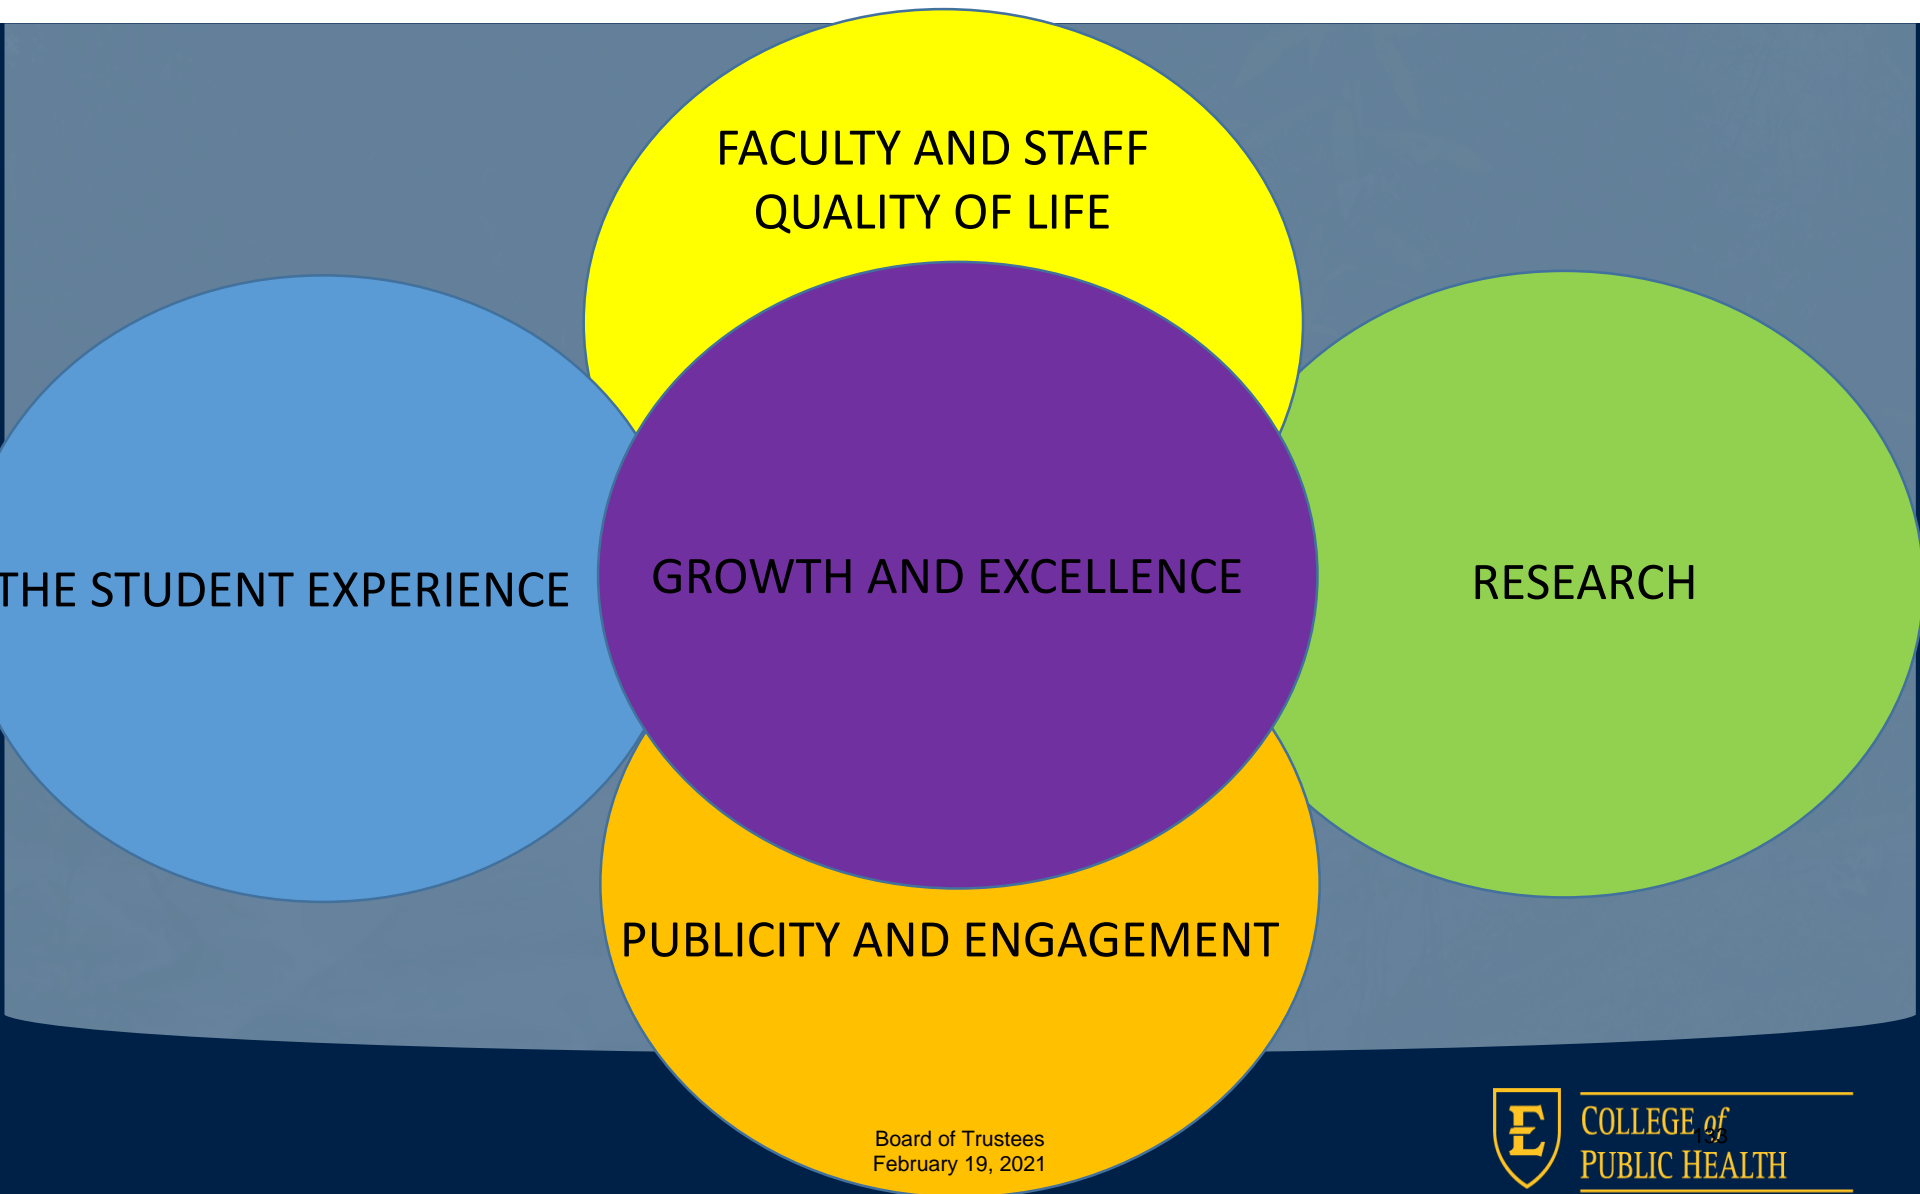 FACULTY AND STAFF
QUALITY OF LIFE
THE STUDENT EXPERIENCE
GROWTH AND EXCELLENCE
RESEARCH
PUBLICITY AND ENGAGEMENT
Board of Trustees
February 19, 2021
E
COLLEGE of
PUBLIC HEALTH